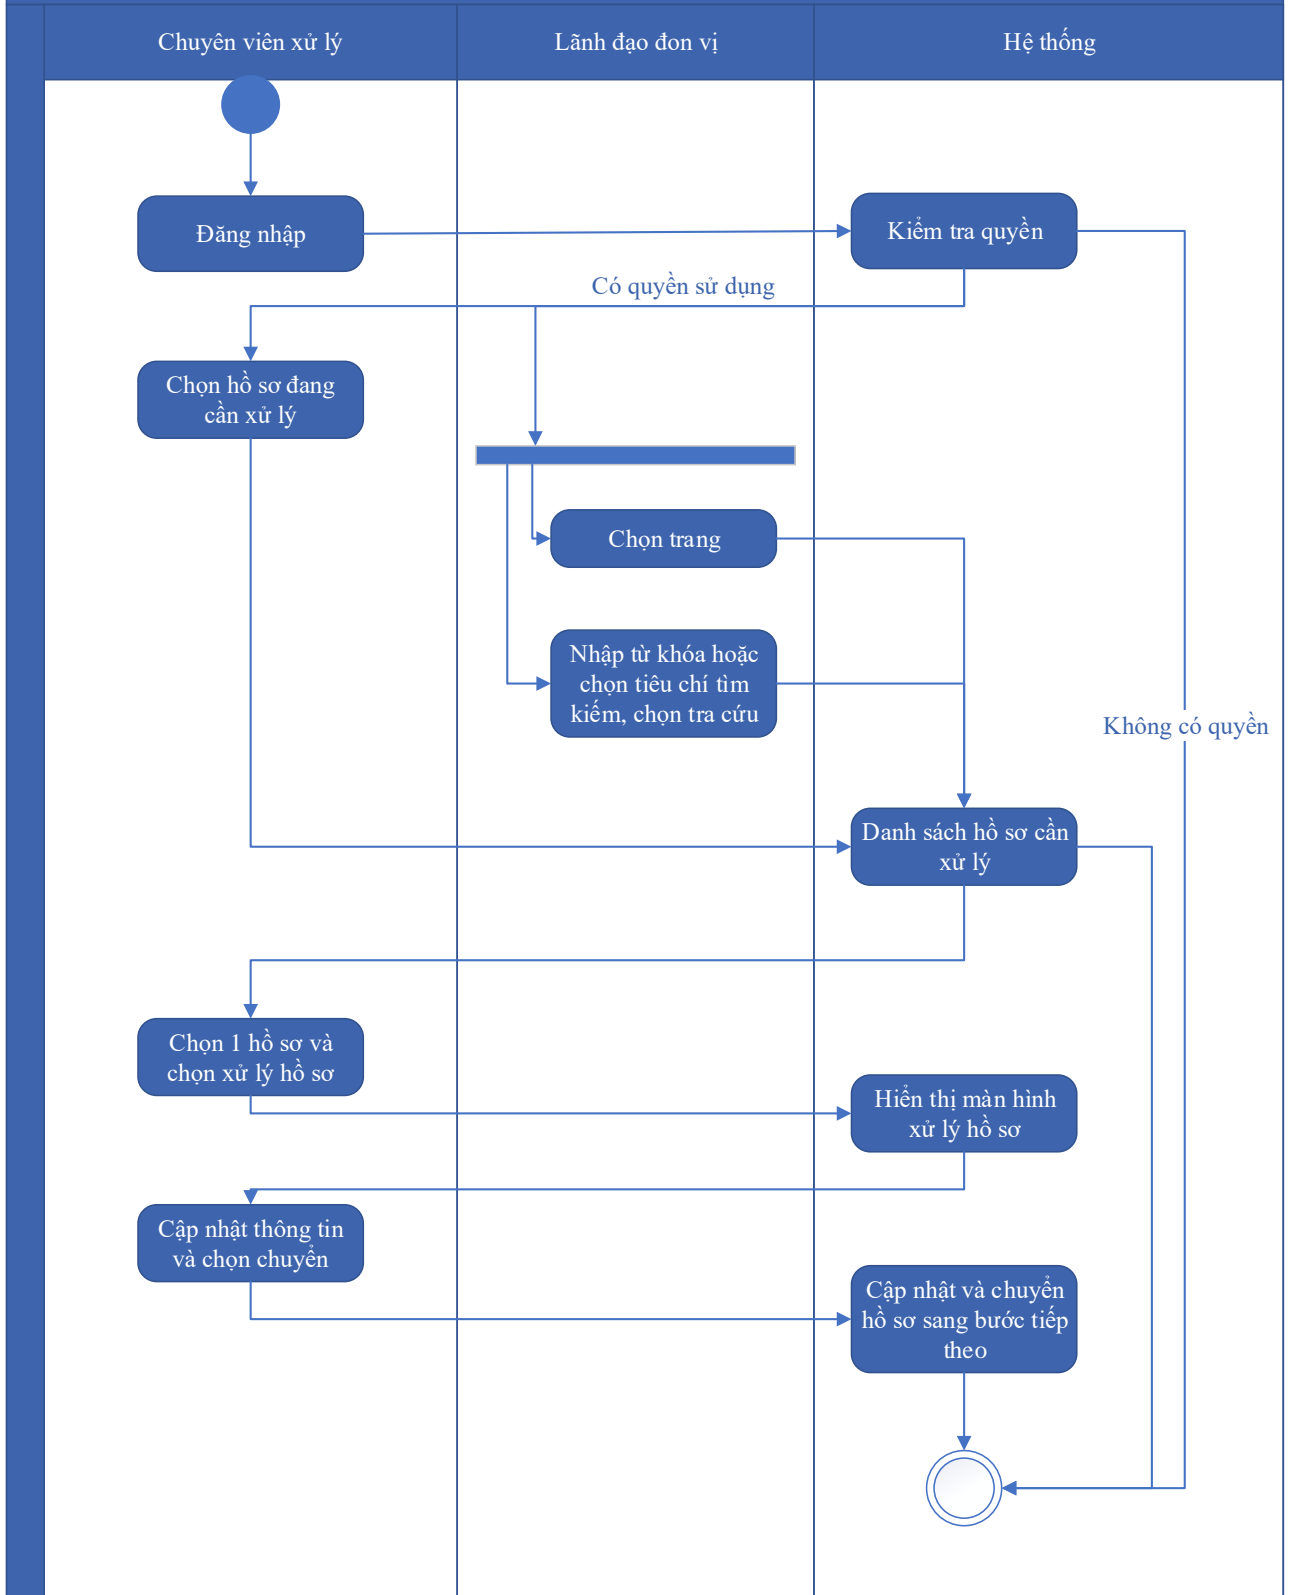 Chuyên viên xử lý
Lãnh đạo đon vị
Hệ thống
Đăng nhập
Kiểm tra quyền
Có quyền sử dụng
Chọn hồ sơ đang
cần xử lý
Chọn trang
Nhập từ khóa hoặc
chọn tiêu chí tìm
kiếm, chọn tra cứu
Không có quyền
Danh sách hồ sơ cần
xử lý
Chọn 1 hồ sơ và
chọn xử lý hồ sơ
Hiển thị màn hình
xử lý hồ sơ
Cập nhật thông tin
và chọn chuyển
Cập nhật và chuyển
hồ sơ sang bước tiếp
theo